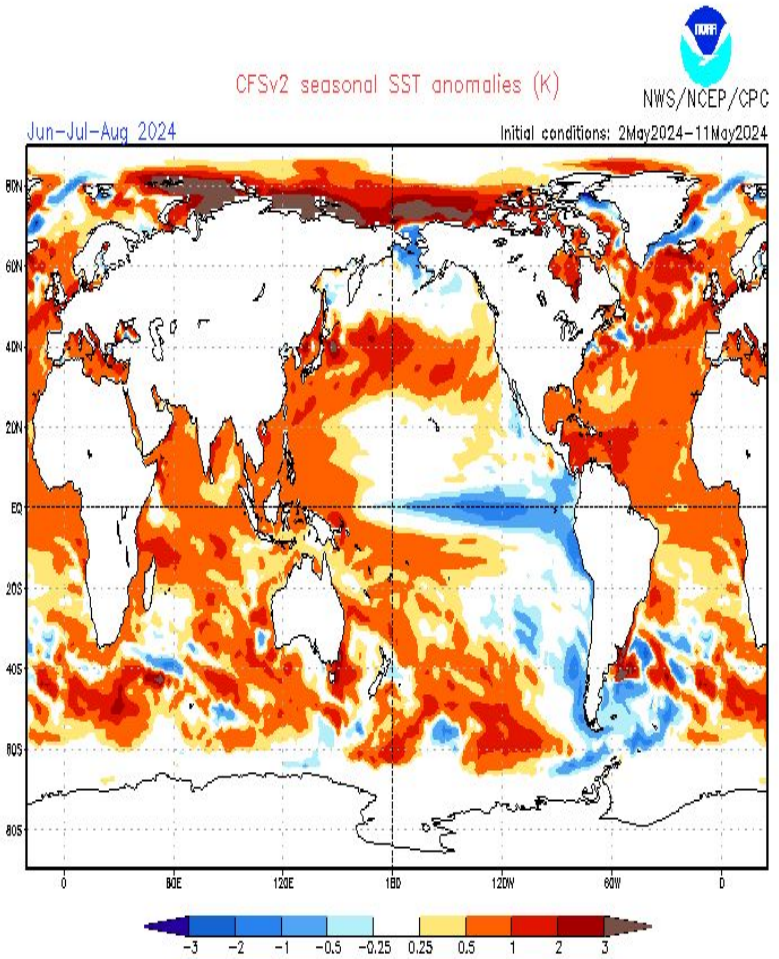 NOAA
CFSv2 seasonal SST anomalies (K)
NWS/NCEP/CPC
Jun-Jul-Aug 2024
Initial conditions: 2May2024-11May2024
80N
60N
40N
20N
EQ
20S
40S
60S
80S
0 60E 120E 180 120W 60W 0
-3 -2 -1 -0.5 -0.25 0.25 0.5 1 2 3